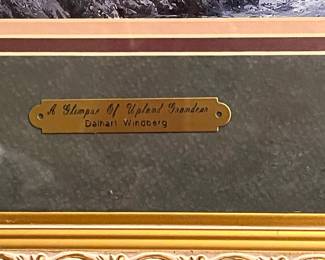 A Glimpse Of Upland Grandeur
Dalhart Windberg